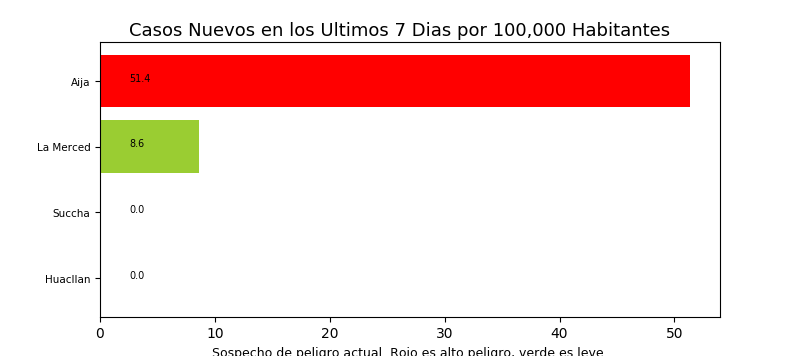 Casos Nuevos en los Ultimos 7 Dias por 100,000 Habitantes
Aija
51.4
La Merced
8.6
Succha
0.0
Huacllan
0.0
0 10 20 30 40 50
Sospecho de peligro actual. Rojo es alto peligro, verde es leve